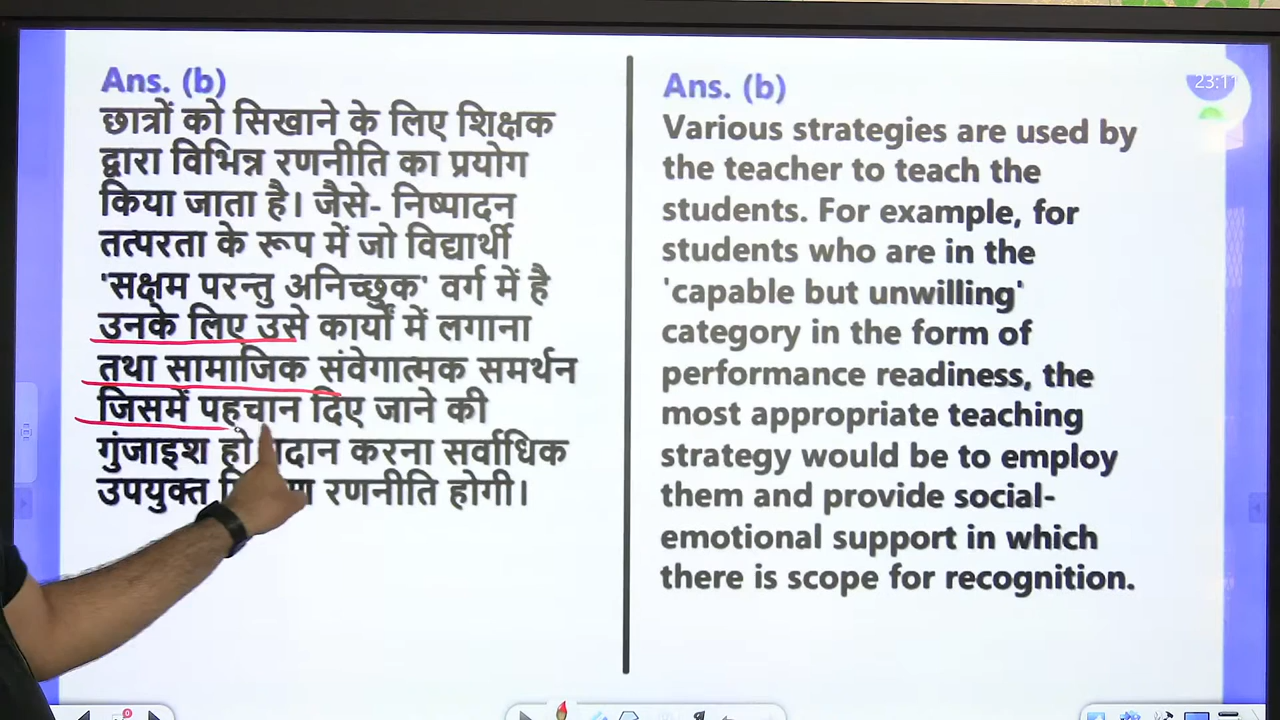 Ans. (b)
छात्रों को सिखाने के लिए शिक्षक
द्वारा विभिन्न रणनीति का प्रयोग
किया जाता है। जैसे- निष्पादन
तत्परता के रूप में जो विद्यार्थी
'सक्षम परन्तु अनिच्छुक' वर्ग में है
उनके लिए उसे कार्यों में लगाना
तथा सामाजिक संवेगात्मक समर्थन
जिसमें पहचान दिए जाने की
गुंजाइश हो करना सर्वाधिक
उपयुक्त रणनीति होगी।
Ans. (b)
Various strategies are used by
the teacher to teach the
students. For example, for
students who are in the
'capable but unwilling'
category in the form of
performance readiness, the
most appropriate teaching
strategy would be to employ
them and provide social-
emotional support in which
there is scope for recognition.
23:11